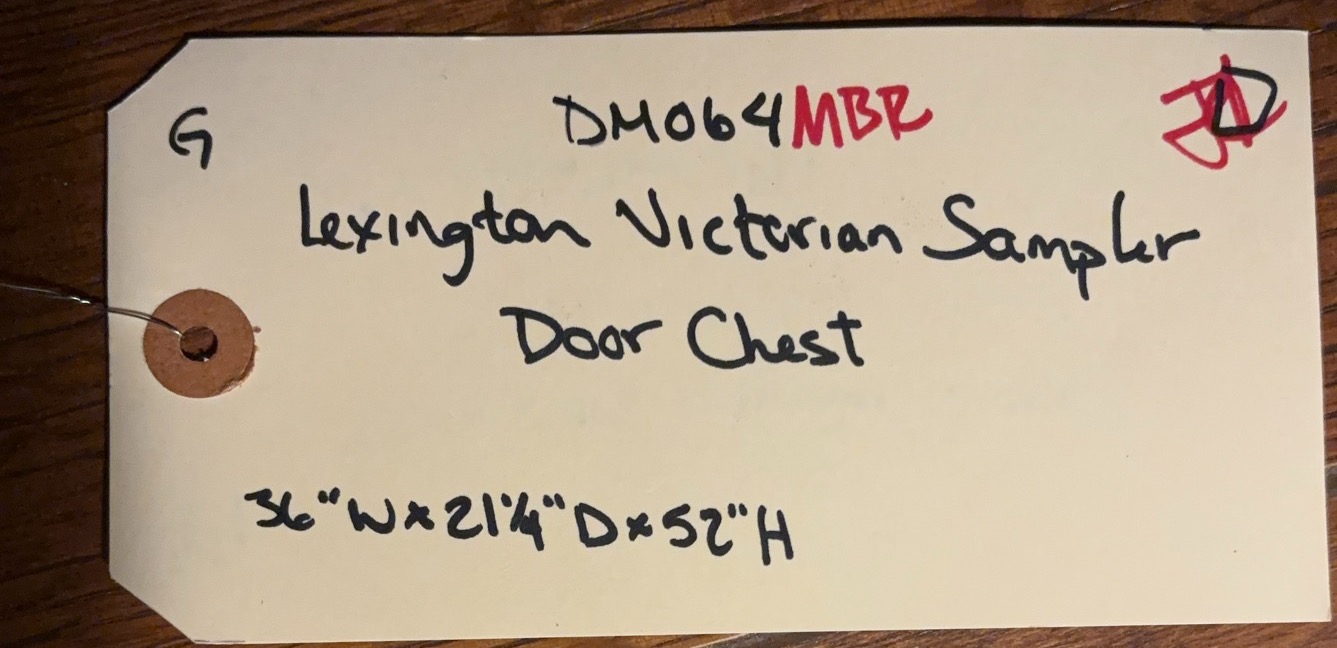 G DM064MBR D
Lexington Victorian Sampler
Door Chest
36"W x 21¼"D x 52"H